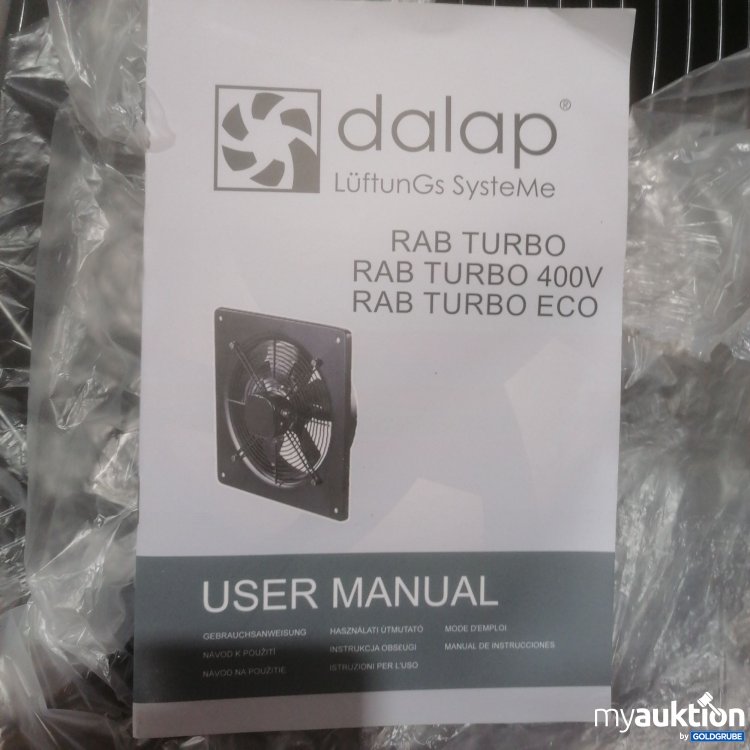 dalap®
LüftunGs SysteMe
RAB TURBO
RAB TURBO 400V
RAB TURBO ECO
USER MANUAL
GEBRAUCHSANWEISUNG
HASZNÁLATI ÚTMUTATÓ
MODE D'EMPLOI
NÁVOD K POUŽITÍ
INSTRUKCJA OBSŁUGI
MANUAL DE INSTRUCCIONES
NÁVOD NA POUŽITIE
ISTRUZIONI PER L'USO
myauktion
by GOLDGRUBE